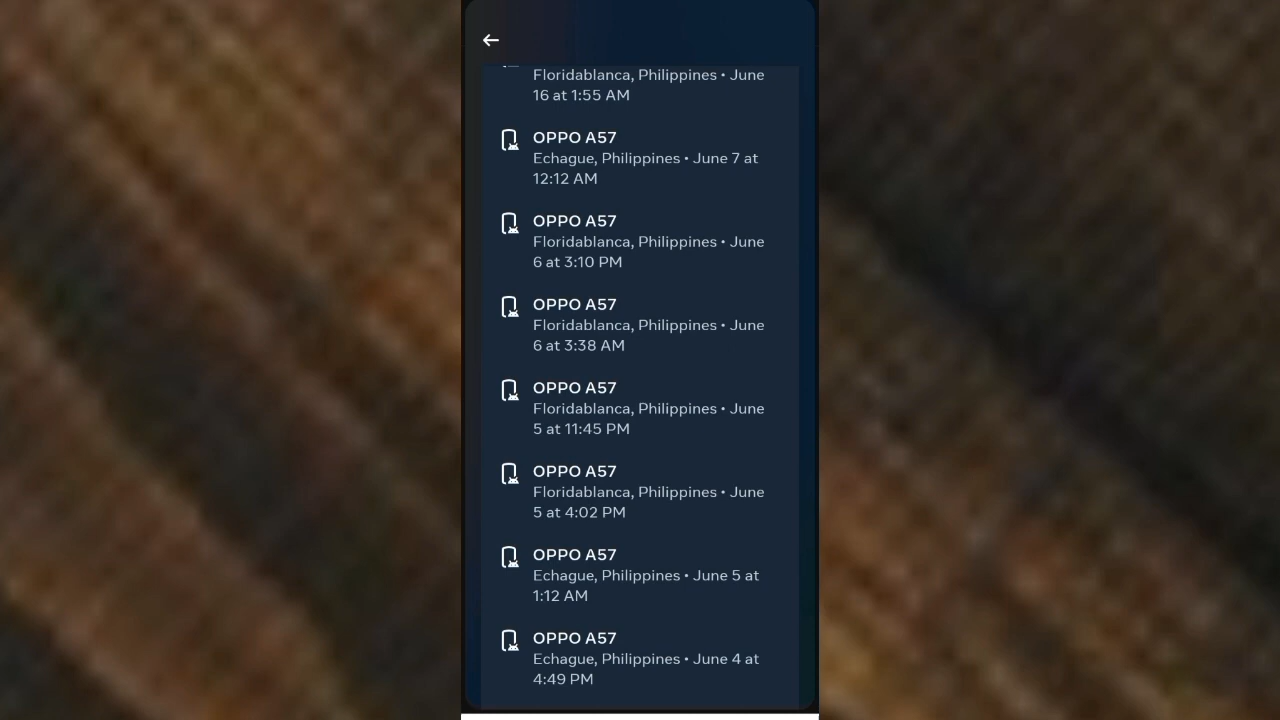 Floridablanca, Philippines • June
16 at 1:55 AM
OPPO A57
Echague, Philippines • June 7 at
12:12 AM
OPPO A57
Floridablanca, Philippines • June
6 at 3:10 PM
OPPO A57
Floridablanca, Philippines • June
6 at 3:38 AM
OPPO A57
Floridablanca, Philippines • June
5 at 11:45 PM
OPPO A57
Floridablanca, Philippines • June
5 at 4:02 PM
OPPO A57
Echague, Philippines • June 5 at
1:12 AM
OPPO A57
Echague, Philippines • June 4 at
4:49 PM